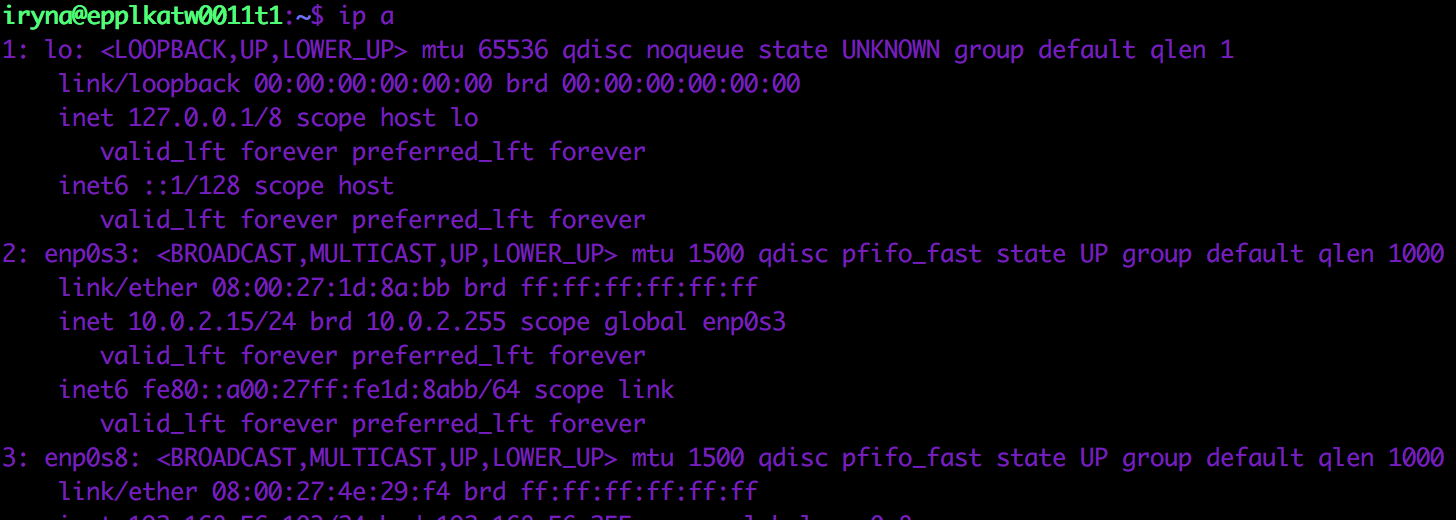 iryna@epplkatw0011t1:~$ ip a
1: lo: <LOOPBACK,UP,LOWER_UP> mtu 65536 qdisc noqueue state UNKNOWN group default qlen 1
link/loopback 00:00:00:00:00:00 brd 00:00:00:00:00:00
inet 127.0.0.1/8 scope host lo
valid_lft forever preferred_lft forever
inet6 ::1/128 scope host
valid_lft forever preferred_lft forever
2: enp0s3: <BROADCAST,MULTICAST,UP,LOWER_UP> mtu 1500 qdisc pfifo_fast state UP group default qlen 1000
link/ether 08:00:27:1d:8a:bb brd ff:ff:ff:ff:ff:ff
inet 10.0.2.15/24 brd 10.0.2.255 scope global enp0s3
valid_lft forever preferred_lft forever
inet6 fe80::a00:27ff:fe1d:8abb/64 scope link
valid_lft forever preferred_lft forever
3: enp0s8: <BROADCAST,MULTICAST,UP,LOWER_UP> mtu 1500 qdisc pfifo_fast state UP group default qlen 1000
link/ether 08:00:27:4e:29:f4 brd ff:ff:ff:ff:ff:ff